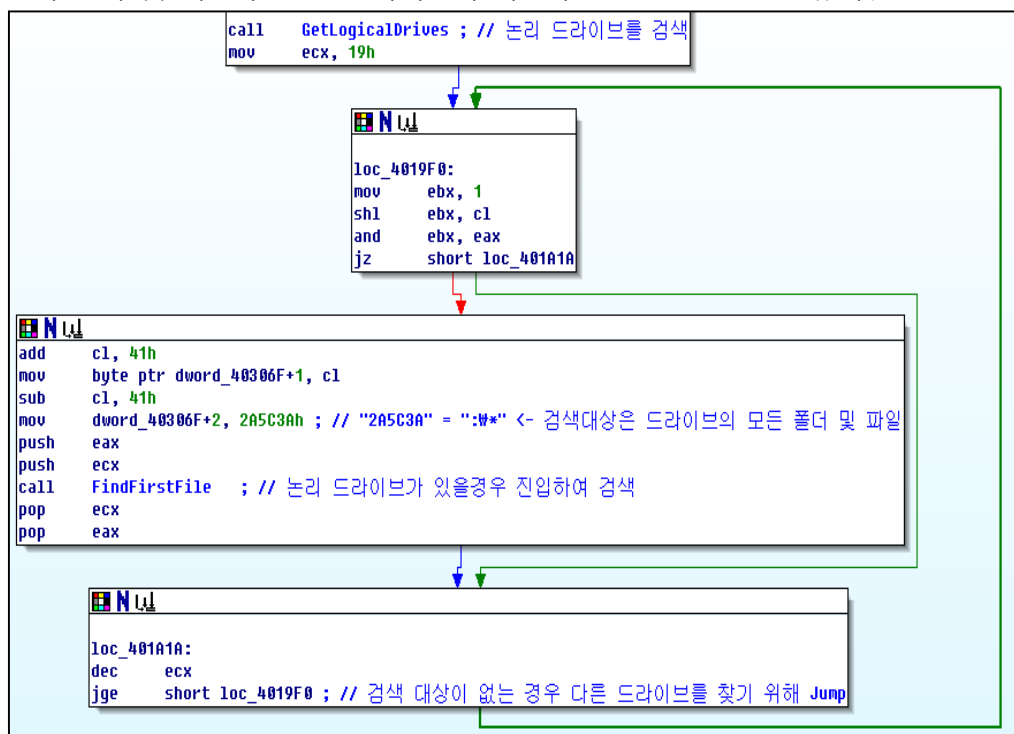 call GetLogicalDrives ; // 논리 드라이브를 검색
mov ecx, 19h
loc_4019F0:
mov ebx, 1
shl ebx, cl
and ebx, eax
jz short loc_401A1A
add cl, 41h
mov byte ptr dword_40306F+1, cl
sub cl, 41h
mov dword_40306F+2, 2A5C3Ah ; // "2A5C3A" = ":₩*" <- 검색대상은 드라이브의 모든 폴더 및 파일
push eax
push ecx
call FindFirstFile ; // 논리 드라이브가 있을경우 진입하여 검색
pop ecx
pop eax
loc_401A1A:
dec ecx
jge short loc_4019F0 ; // 검색 대상이 없는 경우 다른 드라이브를 찾기 위해 Jump